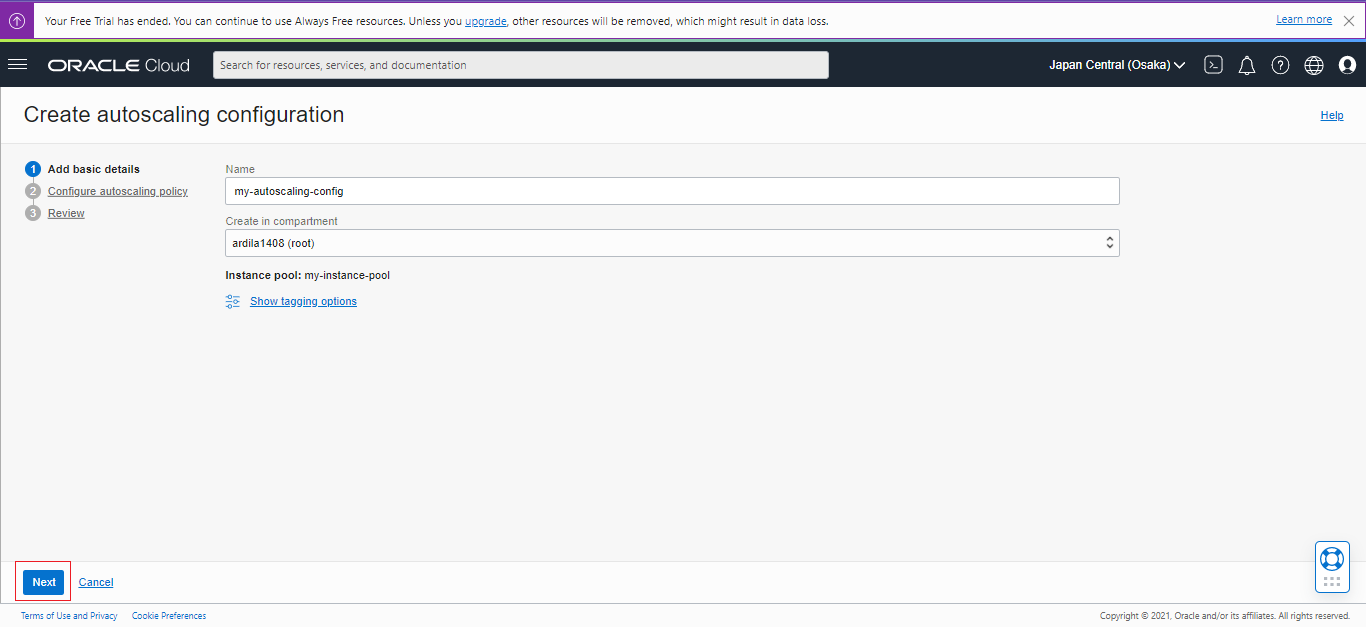 Your Free Trial has ended. You can continue to use Always Free resources. Unless you upgrade, other resources will be removed, which might result in data loss.
Learn more
ORACLE Cloud
Search for resources, services, and documentation
Japan Central (Osaka)
Create autoscaling configuration
Help
1 Add basic details
2 Configure autoscaling policy
3 Review
Name
my-autoscaling-config
Create in compartment
ardila1408 (root)
Instance pool: my-instance-pool
Show tagging options
Next
Cancel
Terms of Use and Privacy
Cookie Preferences
Copyright © 2021, Oracle and/or its affiliates. All rights reserved.